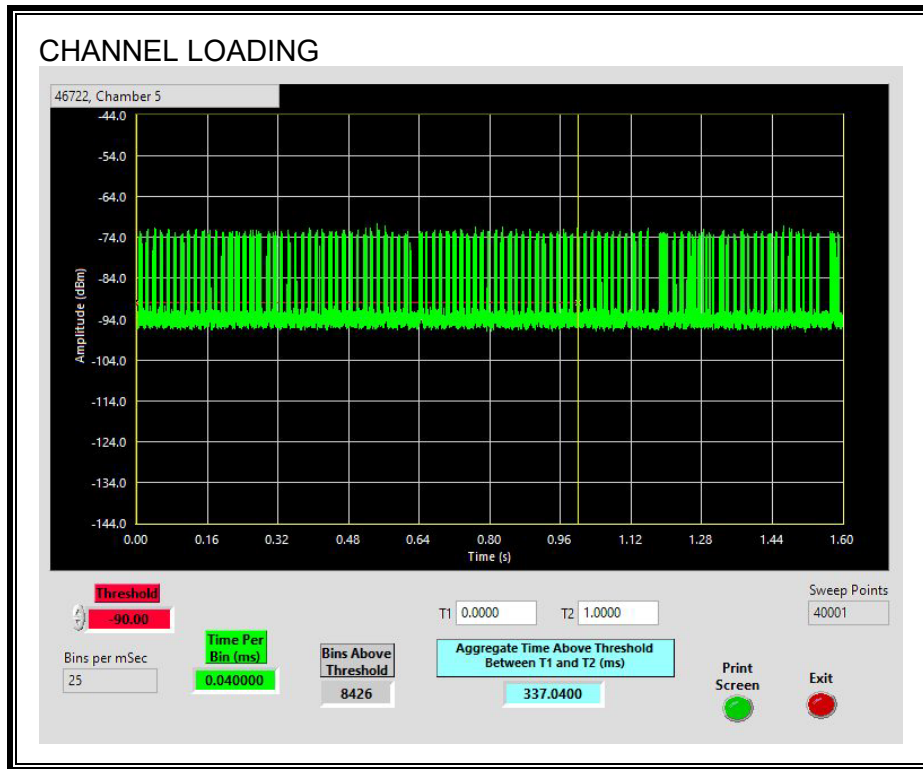 CHANNEL LOADING
46722, Chamber 5
-44.0
-54.0
-64.0
-74.0
-84.0
-94.0
-104.0
-114.0
-124.0
-134.0
-144.0
Amplitude (dBm)
0.00 0.16 0.32 0.48 0.64 0.80 0.96 1.12 1.28 1.44 1.60
Time (s)
Threshold
-90.00
Bins per mSec
25
Time Per
Bin (ms)
0.040000
Bins Above
Threshold
8426
T1 0.0000 T2 1.0000
Aggregate Time Above Threshold
Between T1 and T2 (ms)
337.0400
Sweep Points
40001
Print
Screen
Exit